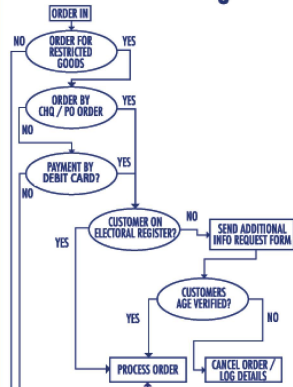 ORDER IN
NO
ORDER FOR
RESTRICTED
GOODS
YES
ORDER BY
CHQ / PO ORDER
YES
NO
PAYMENT BY
DEBIT CARD?
YES
NO
CUSTOMER ON
ELECTORAL REGISTER?
NO
YES
SEND ADDITIONAL
INFO REQUEST FORM
CUSTOMERS
AGE VERIFIED?
YES
NO
PROCESS ORDER
CANCEL ORDER /
LOG DETAILS